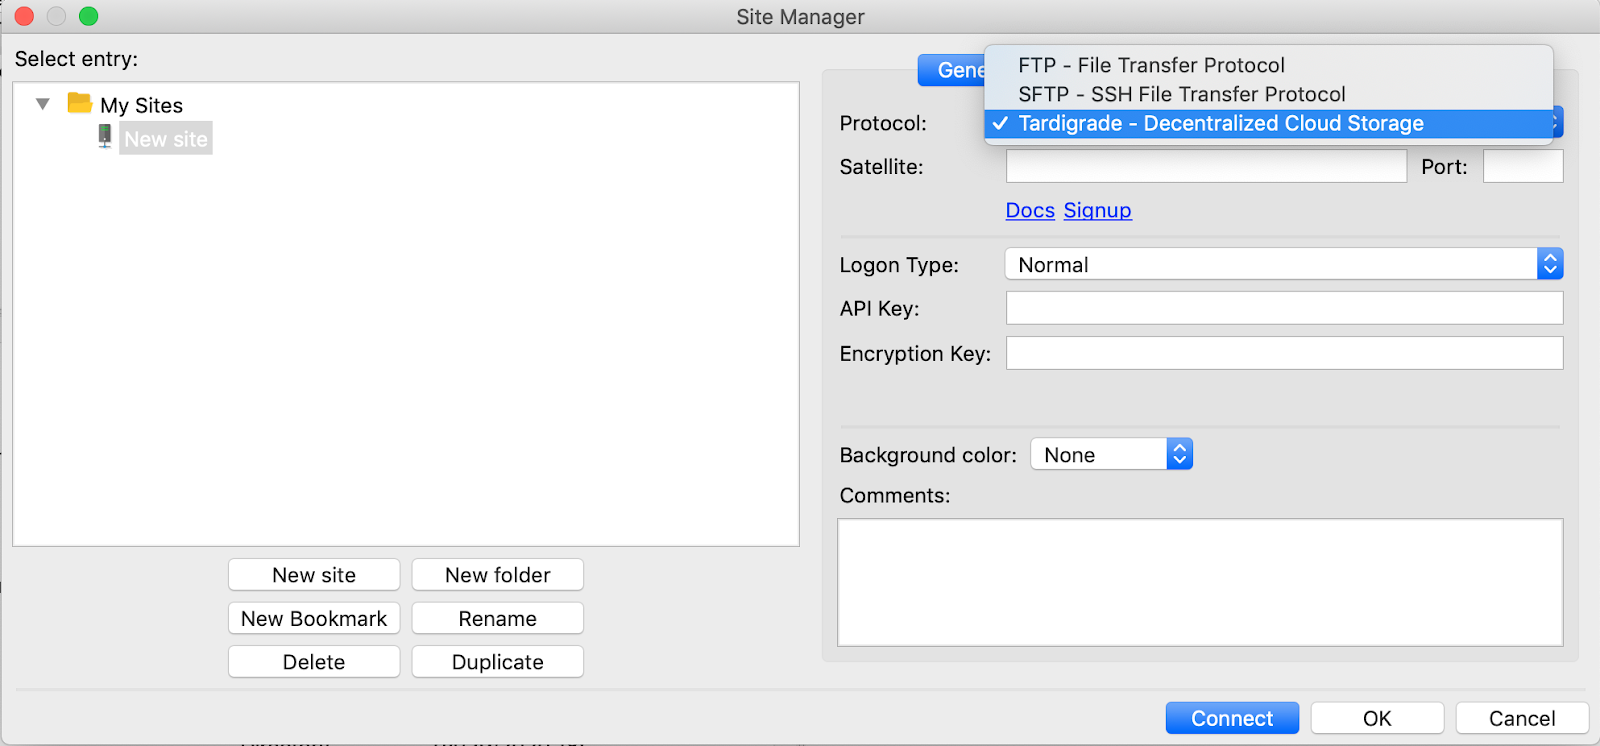 Site Manager
Select entry:
My Sites
New site
New site
New folder
New Bookmark
Rename
Delete
Duplicate
Gene
FTP - File Transfer Protocol
SFTP - SSH File Transfer Protocol
Protocol:
✓ Tardigrade - Decentralized Cloud Storage
Satellite:
Port:
Docs Signup
Logon Type: Normal
API Key:
Encryption Key:
Background color: None
Comments:
Connect
OK
Cancel